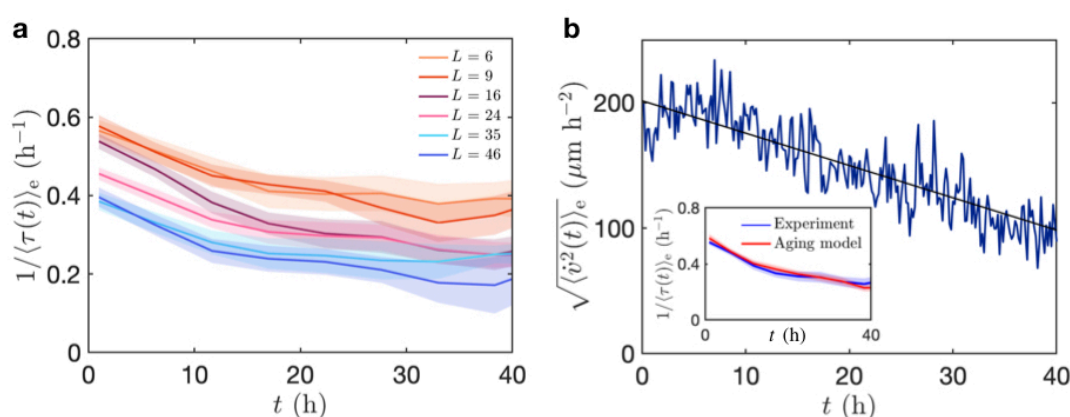 a
0.8
0.6
0.4
0.2
0
1/⟨τ(t)⟩e (h−1)
L = 6
L = 9
L = 16
L = 24
L = 35
L = 46
0 10 20 30 40
t (h)
b
200
100
0
√⟨v̇²(t)⟩e (μm h−2)
0.8
0.4
0
1/⟨τ(t)⟩e (h−1)
Experiment
Aging model
0 t (h) 40
0 10 20 30 40
t (h)